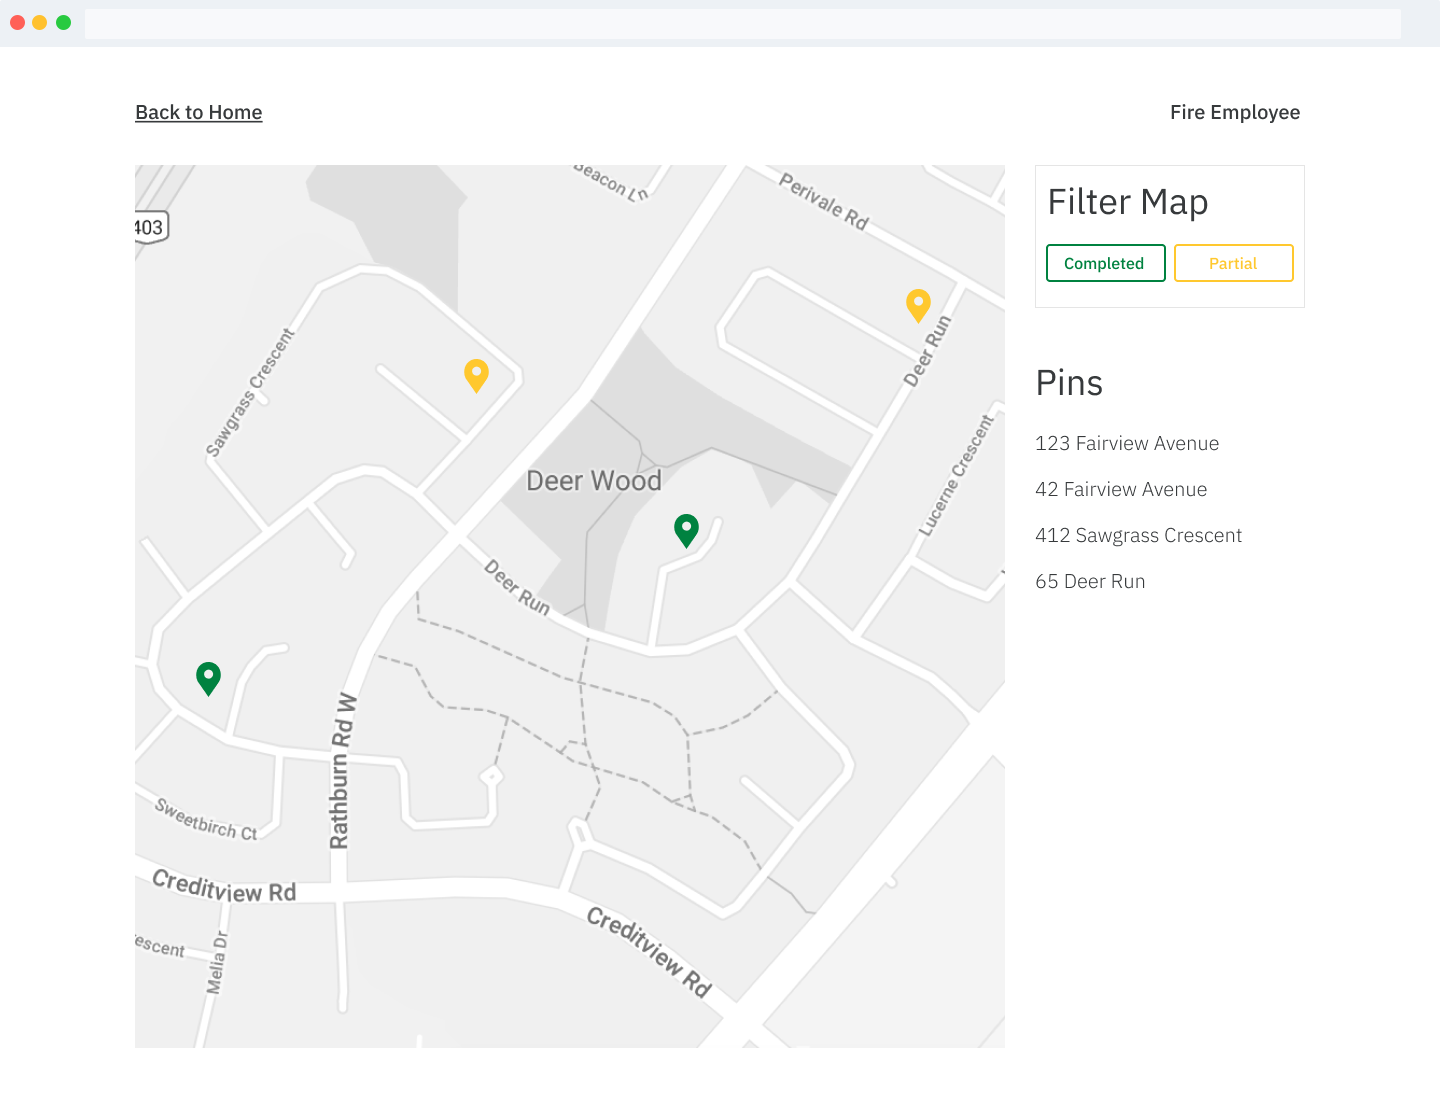 Back to Home
Fire Employee
Beacon Ln
Perivale Rd
403
Filter Map
Completed
Partial
Sawgrass Crescent
Deer Run
Pins
Lucerne Crescent
123 Fairview Avenue
Deer Wood
42 Fairview Avenue
412 Sawgrass Crescent
Deer Run
65 Deer Run
Rathburn Rd W
Sweetbirch Ct
Creditview Rd
Creditview Rd
escent
Melia Dr